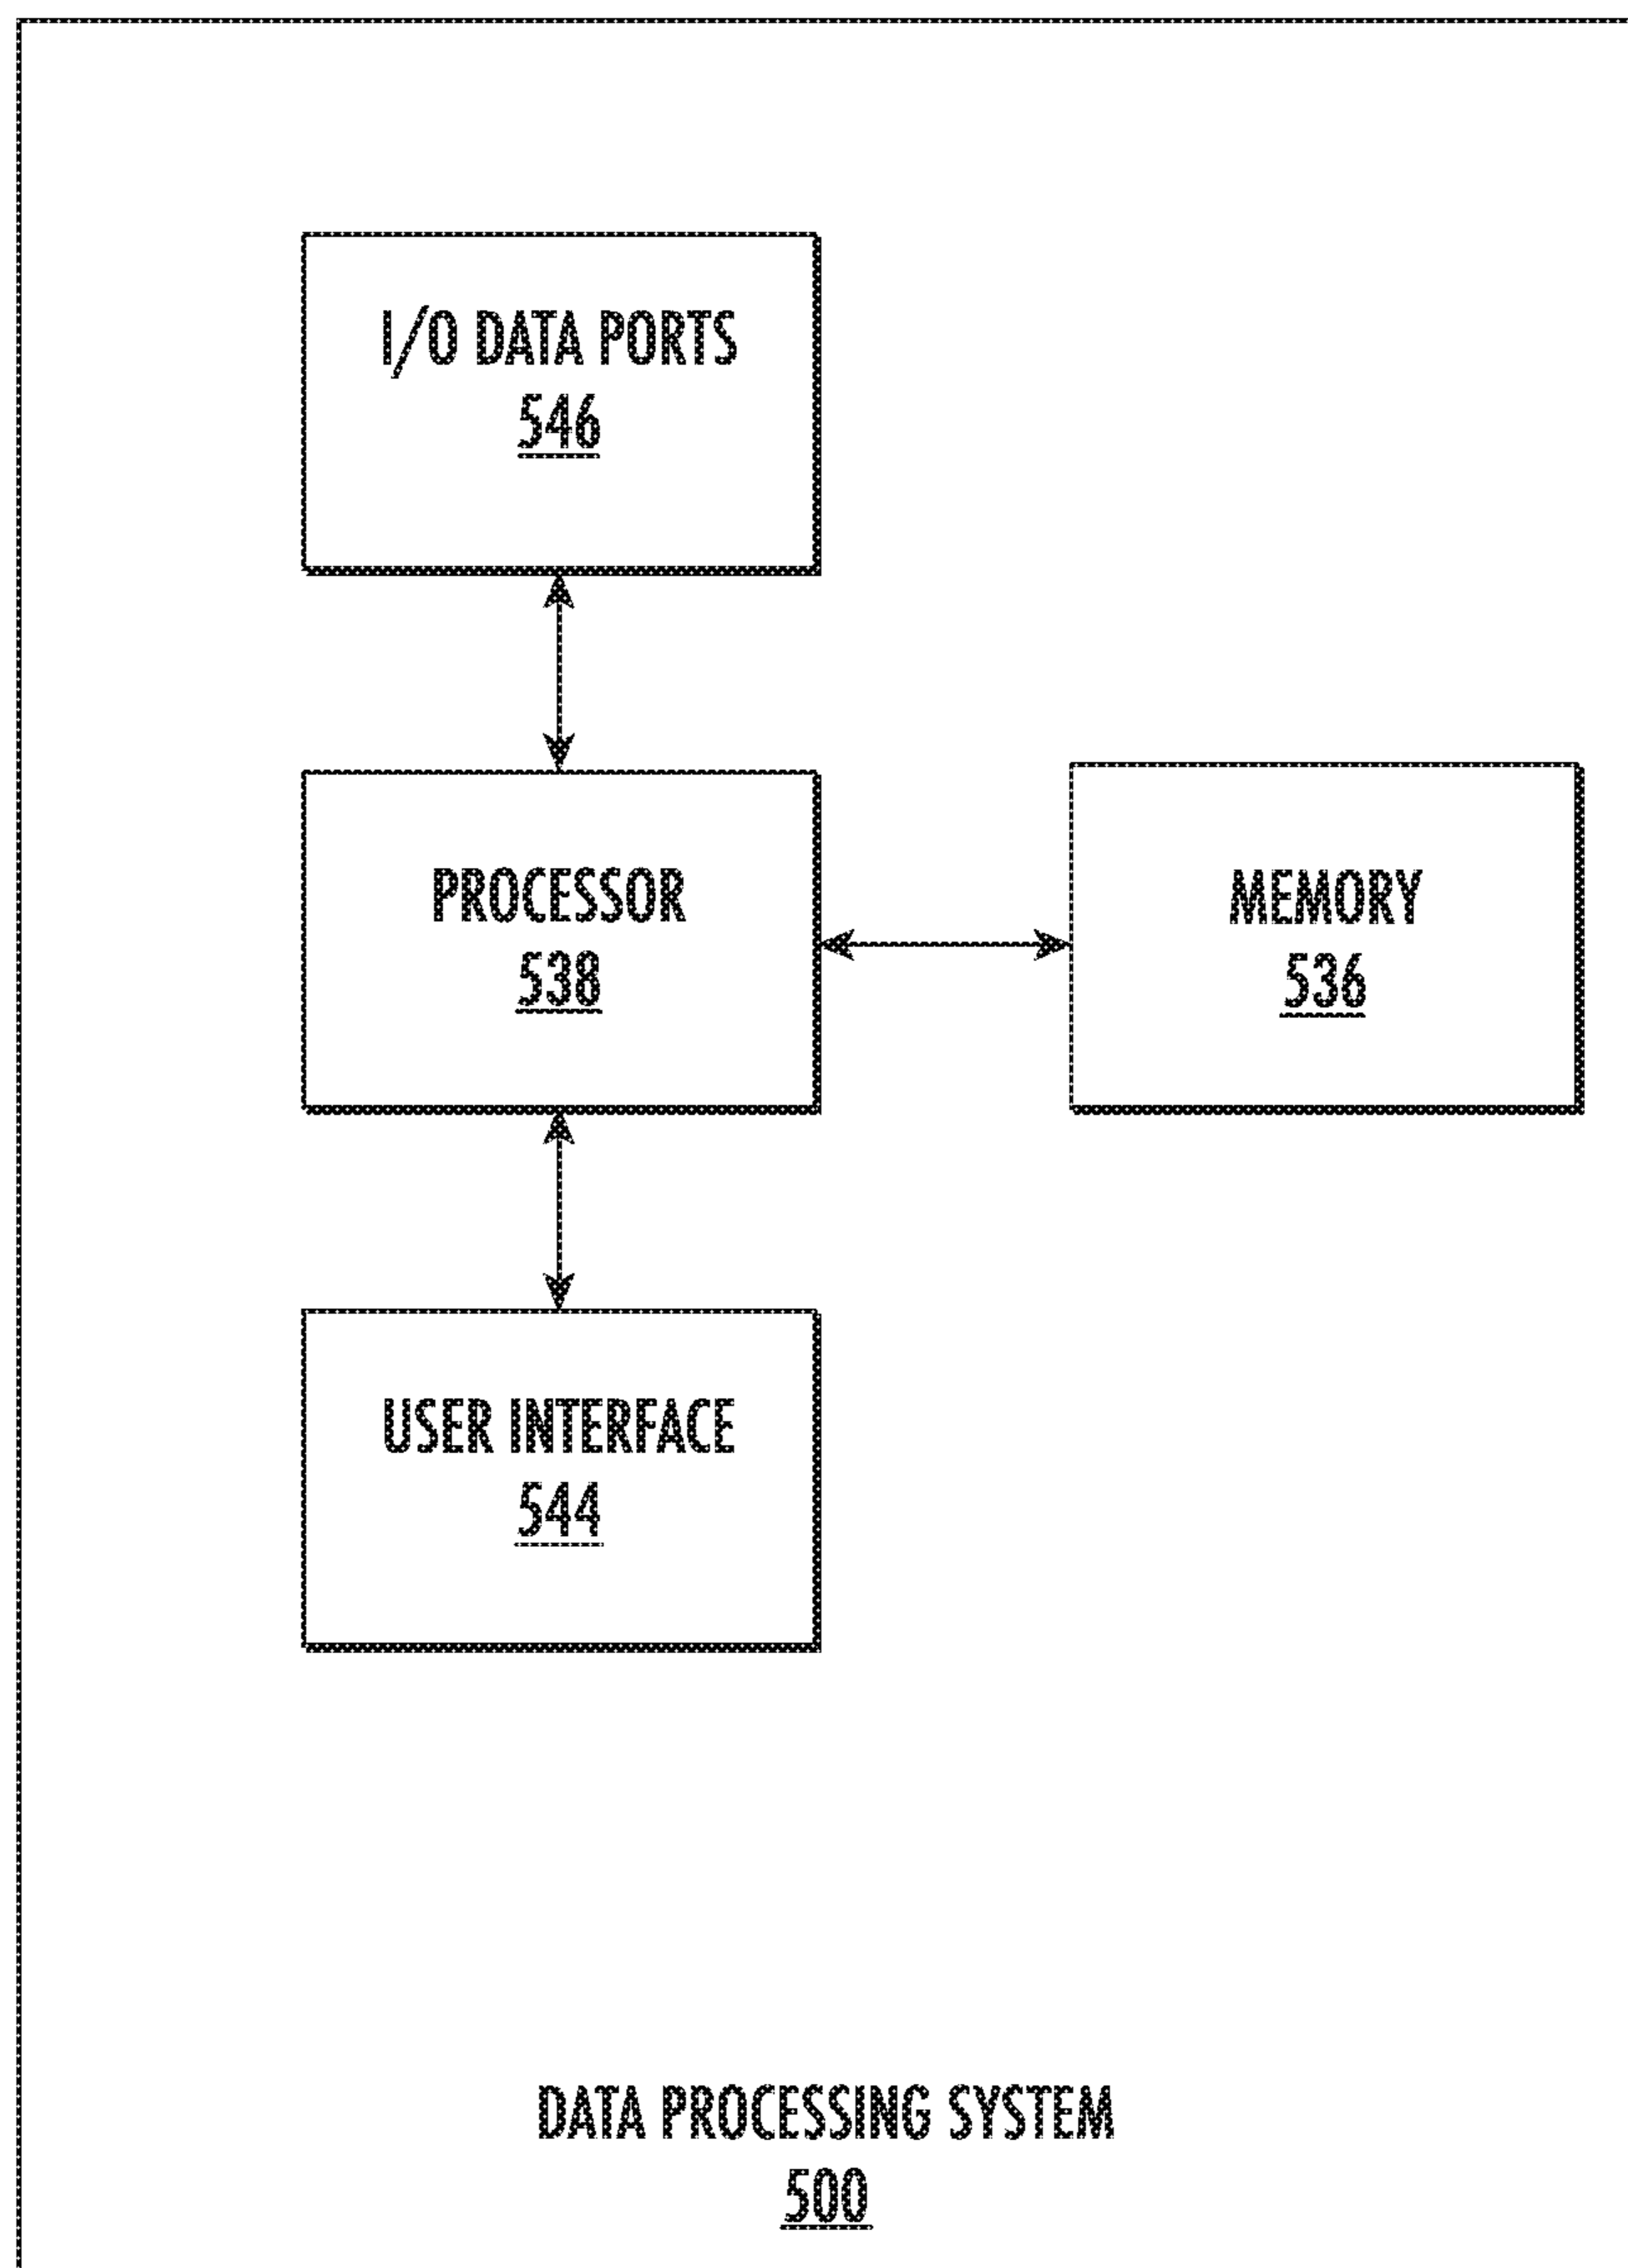 I/O DATA PORTS
546
PROCESSOR
538
MEMORY
536
USER INTERFACE
544
DATA PROCESSING SYSTEM
500